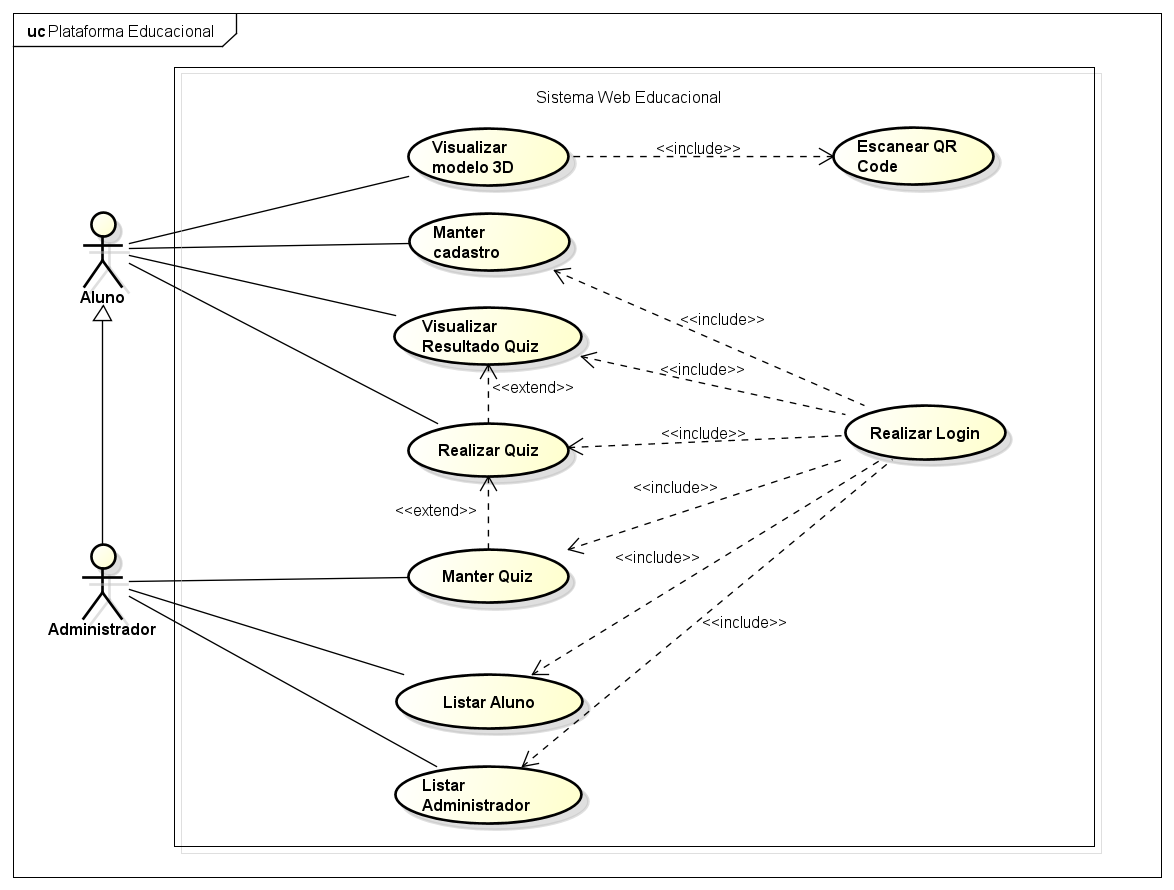 uc Plataforma Educacional
Sistema Web Educacional
Visualizar
modelo 3D
<<include>>
Escanear QR
Code
Manter
cadastro
Aluno
<<include>>
Visualizar
Resultado Quiz
<<include>>
<<extend>>
Realizar Quiz
<<include>>
Realizar Login
<<include>>
<<extend>>
<<include>>
Manter Quiz
Administrador
<<include>>
Listar Aluno
Listar
Administrador